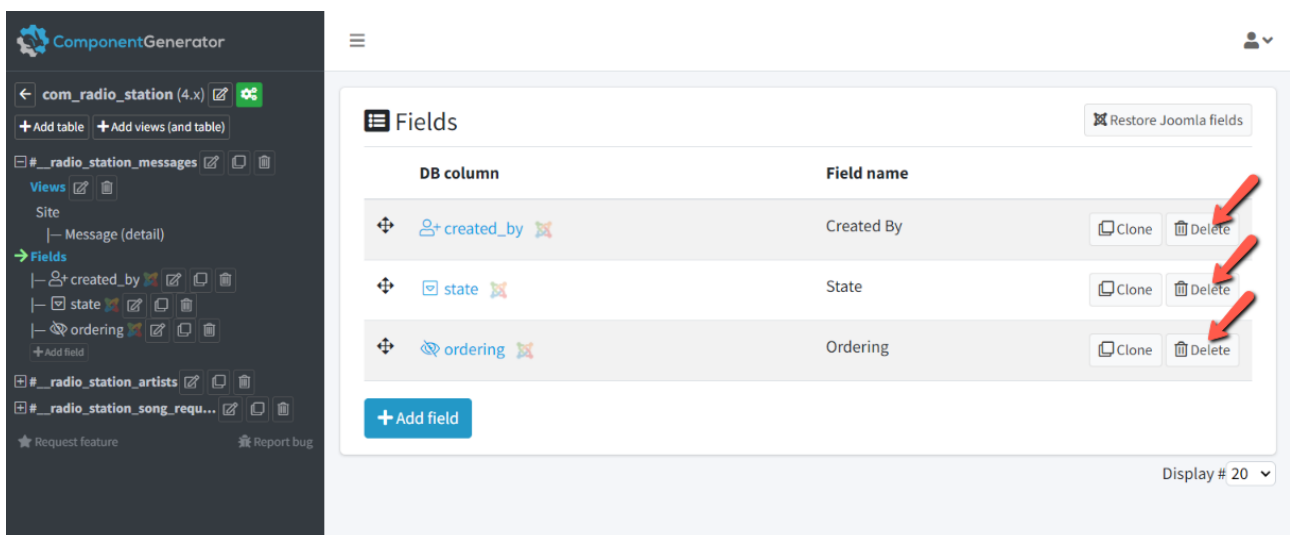 ComponentGenerator
com_radio_station (4.x)
Add table Add views (and table)
#__radio_station_messages
Views
Site
Message (detail)
Fields
created_by
state
ordering
Add field
#__radio_station_artists
#__radio_station_song_requ...
Request feature Report bug
Fields Restore Joomla fields
DB column Field name
created_by Created By Clone Delete
state State Clone Delete
ordering Ordering Clone Delete
Add field
Display # 20